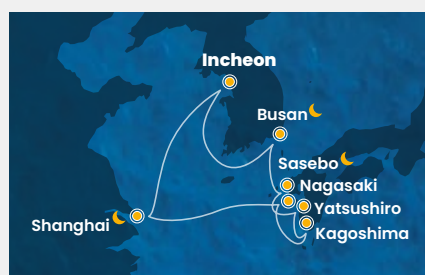 Incheon
Busan
Sasebo
Nagasaki
Yatsushiro
Kagoshima
Shanghai